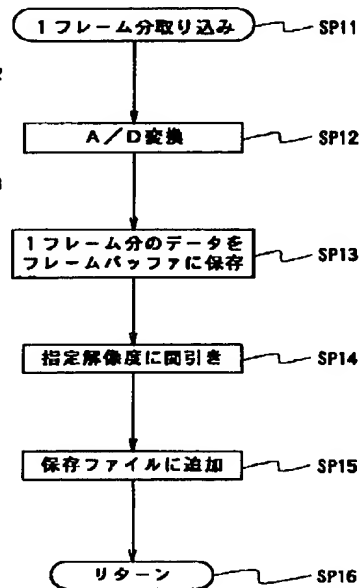 1フレーム分取り込み
SP11
A/D変換
SP12
1フレーム分のデータを
フレームバッファに保存
SP13
指定解像度に間引き
SP14
保存ファイルに追加
SP15
リターン
SP16